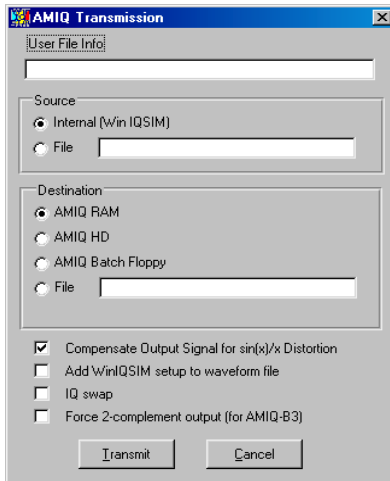 AMIQ Transmission
User File Info
Source
Internal (Win IQSIM)
File
Destination
AMIQ RAM
AMIQ HD
AMIQ Batch Floppy
File
Compensate Output Signal for sin(x)/x Distortion
Add WinIQSIM setup to waveform file
IQ swap
Force 2-complement output (for AMIQ-B3)
Transmit Cancel